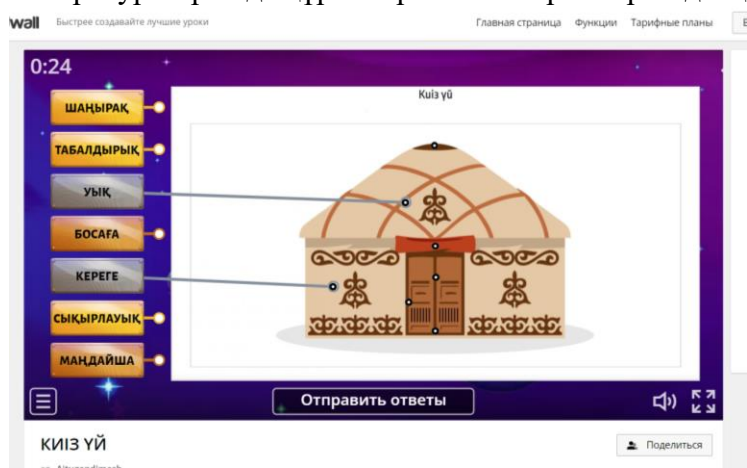 wall Быстрее создавайте лучшие уроки Главная страница Функции Тарифные планы
0:24
Киіз үй
ШАҢЫРАҚ
ТАБАЛДЫРЫҚ
УЫҚ
БОСАҒА
КЕРЕГЕ
СЫҚЫРЛАУЫҚ
МАҢДАЙША
Отправить ответы
КИІЗ ҮЙ
Поделиться